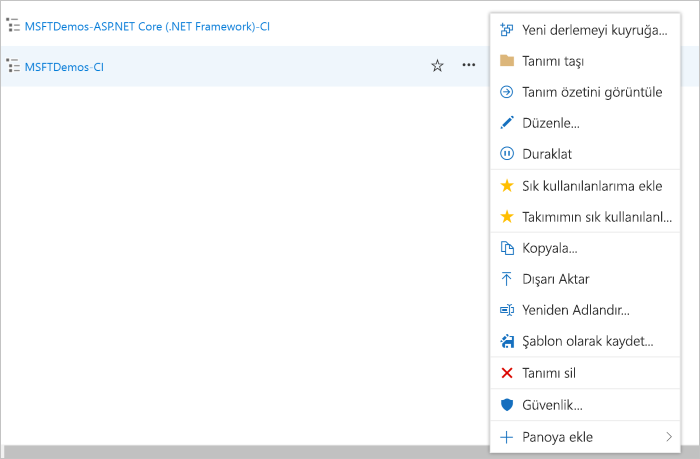 MSFTDemos-ASP.NET Core (.NET Framework)-CI
MSFTDemos-CI
Yeni derlemeyi kuyruğa...
Tanımı taşı
Tanım özetini görüntüle
Düzenle...
Duraklat
Sık kullanılanlarıma ekle
Takımımın sık kullanılanl...
Kopyala...
Dışarı Aktar
Yeniden Adlandır...
Şablon olarak kaydet...
Tanımı sil
Güvenlik...
Panoya ekle